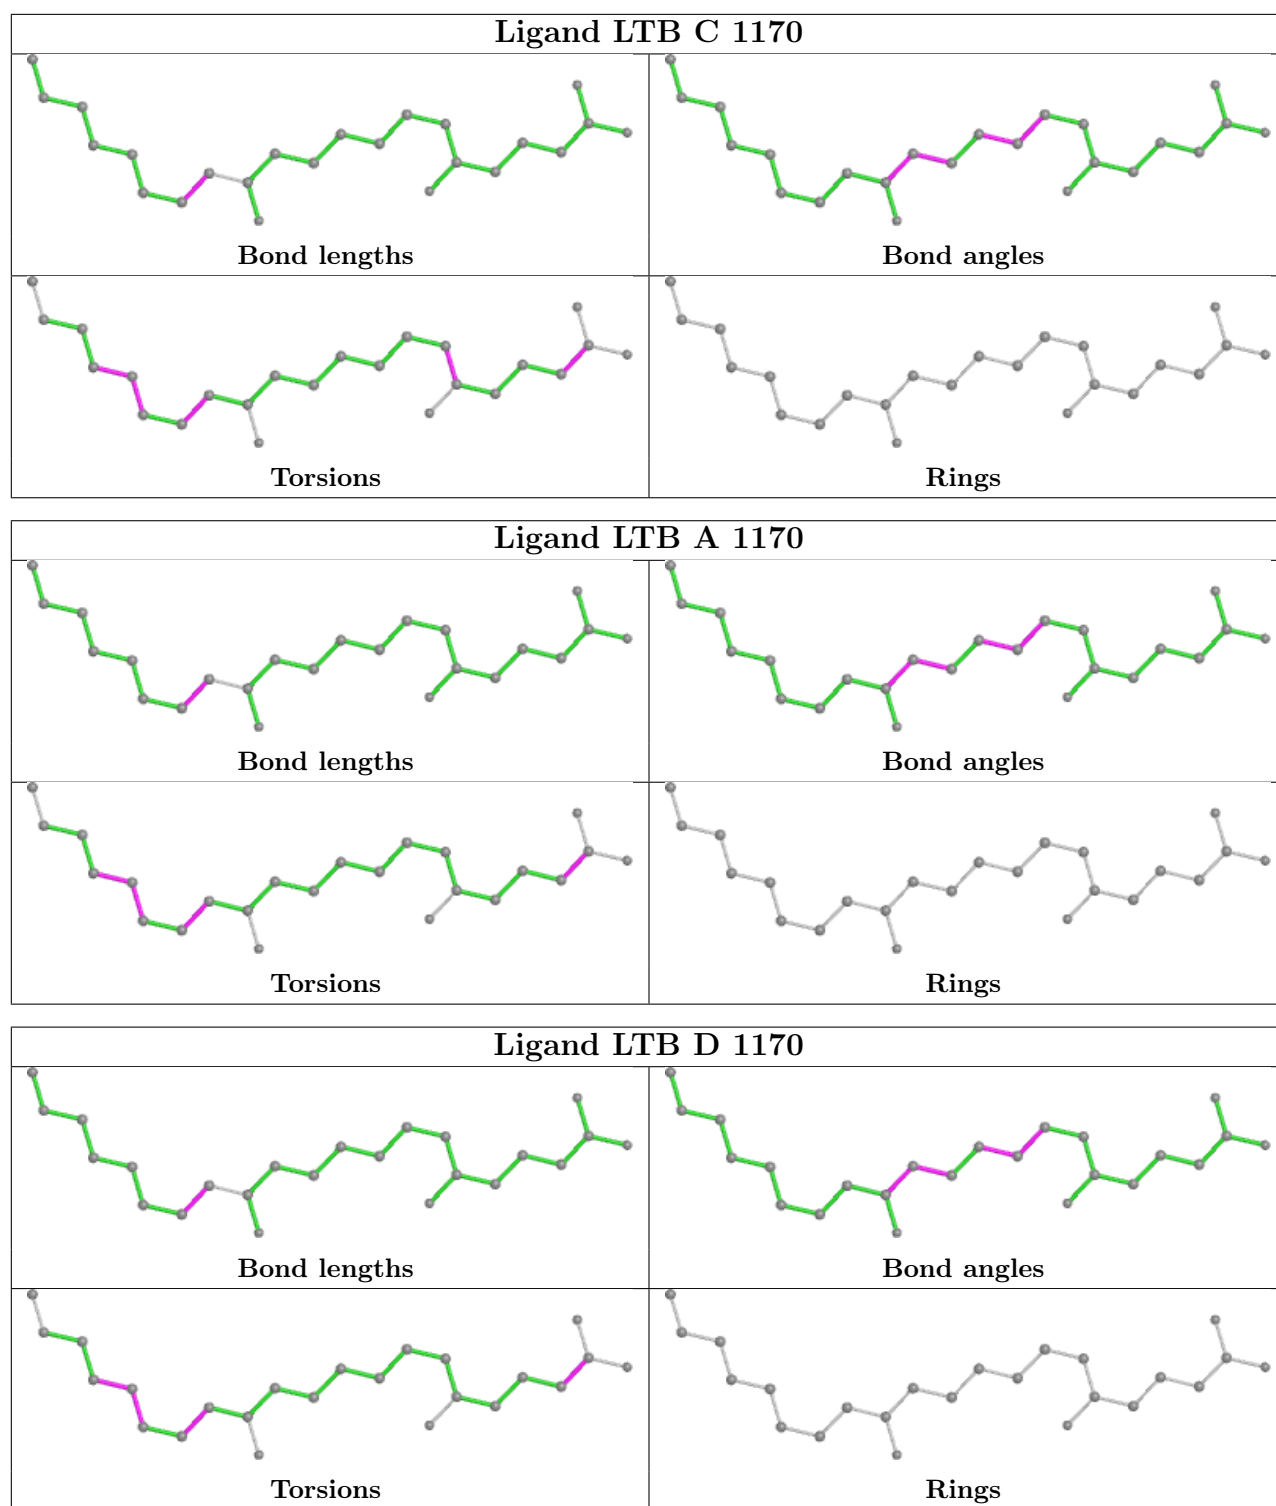 Ligand LTB C 1170
Bond lengths
Bond angles
Torsions
Rings
Ligand LTB A 1170
Bond lengths
Bond angles
Torsions
Rings
Ligand LTB D 1170
Bond lengths
Bond angles
Torsions
Rings